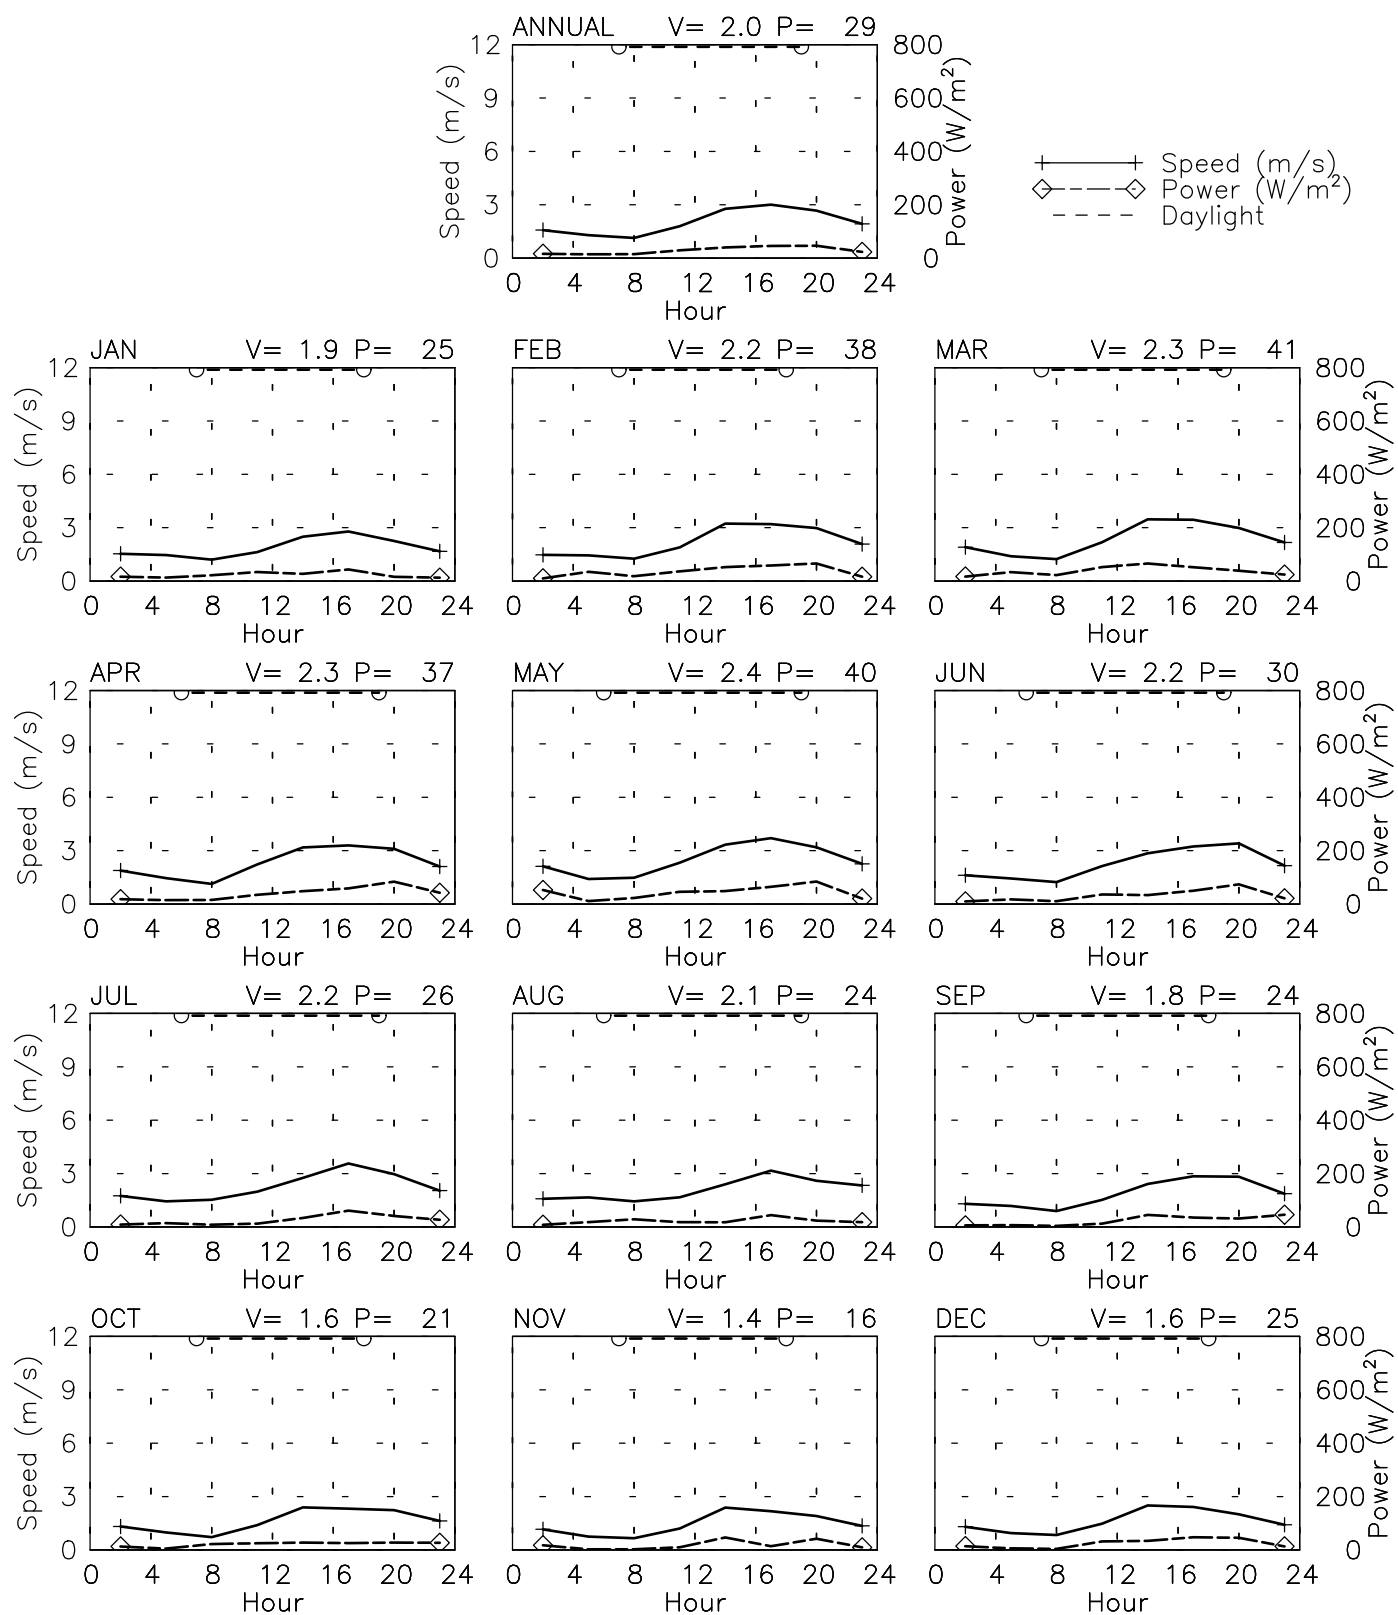 ANNUAL V= 2.0 P= 29
12 800
9 600
6 400
3 200
0 0
Speed (m/s)
Power (W/m²)
0 4 8 12 16 20 24
Hour
Speed (m/s)
Power (W/m²)
Daylight
JAN V= 1.9 P= 25 FEB V= 2.2 P= 38 MAR V= 2.3 P= 41
12 800
9 600
6 400
3 200
0 0
Speed (m/s)
Power (W/m²)
0 4 8 12 16 20 24 0 4 8 12 16 20 24 0 4 8 12 16 20 24
Hour Hour Hour
APR V= 2.3 P= 37 MAY V= 2.4 P= 40 JUN V= 2.2 P= 30
12 800
9 600
6 400
3 200
0 0
Speed (m/s)
Power (W/m²)
0 4 8 12 16 20 24 0 4 8 12 16 20 24 0 4 8 12 16 20 24
Hour Hour Hour
JUL V= 2.2 P= 26 AUG V= 2.1 P= 24 SEP V= 1.8 P= 24
12 800
9 600
6 400
3 200
0 0
Speed (m/s)
Power (W/m²)
0 4 8 12 16 20 24 0 4 8 12 16 20 24 0 4 8 12 16 20 24
Hour Hour Hour
OCT V= 1.6 P= 21 NOV V= 1.4 P= 16 DEC V= 1.6 P= 25
12 800
9 600
6 400
3 200
0 0
Speed (m/s)
Power (W/m²)
0 4 8 12 16 20 24 0 4 8 12 16 20 24 0 4 8 12 16 20 24
Hour Hour Hour